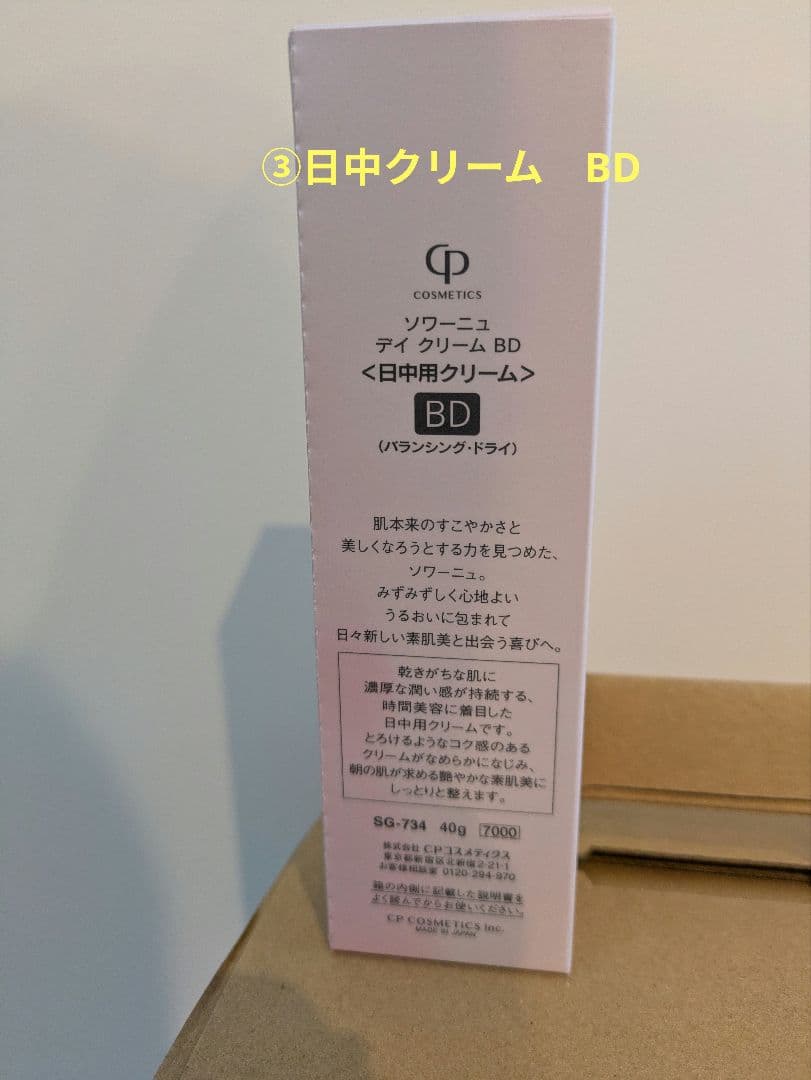 ③日中クリーム　BD
CP
COSMETICS
ソワーニュ
デイ クリーム BD
<日中用クリーム>
BD
(バランシング・ドライ)
肌本来のすこやかさと
美しくなろうとする力を見つめた、
ソワーニュ。
みずみずしく心地よい
うるおいに包まれて
日々新しい素肌美と出会う喜びへ。
乾きがちな肌に
濃厚な潤い感が持続する、
時間美容に着目した
日中用クリームです。
とろけるようなコク感のある
クリームがなめらかになじみ、
朝の肌が求める艶やかな素肌美に
しっとりと整えます。
SG-734 40g 7000
株式会社 CPコスメティクス
東京都新宿区北新宿2-21-1
お客様相談室 0120-294-970
箱の内側に記載した説明書を
よく読んでからお使いください。
CP COSMETICS Inc.
MADE IN JAPAN